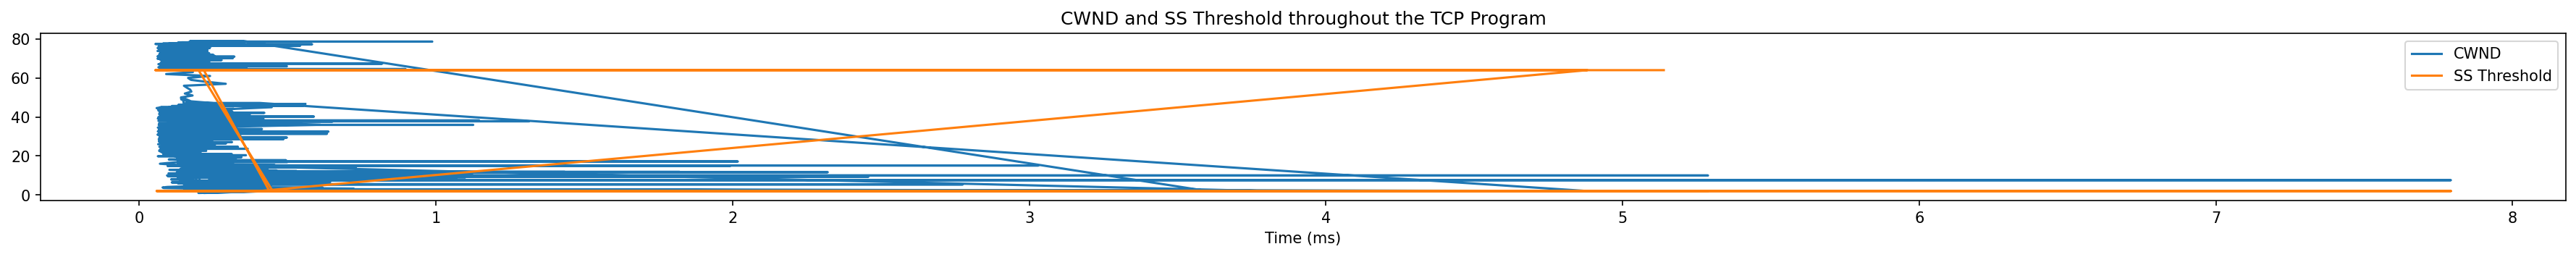 CWND and SS Threshold throughout the TCP Program
80
60
40
20
0
CWND
SS Threshold
0 1 2 3 4 5 6 7 8
Time (ms)